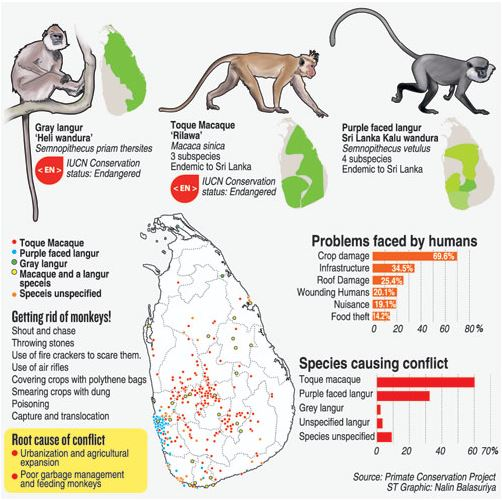 Gray langur
'Heli wandura'
Semnopithecus priam thersites
< EN >
IUCN Conservation
status: Endangered
Toque Macaque
'Rilawa'
Macaca sinica
3 subspecies
Endemic to Sri Lanka
< EN >
IUCN Conservation
status: Endangered
Purple faced langur
Sri Lanka Kalu wandura
Semnopithecus vetulus
4 subspecies
Endemic to Sri Lanka
Toque Macaque
Purple faced langur
Gray langur
Macaque and a langur
speceis
Speceis unspecified
Getting rid of monkeys!
Shout and chase
Throwing stones
Use of fire crackers to scare them.
Use of air rifles
Covering crops with polythene bags
Smearing crops with dung
Poisoning
Capture and translocation
Root cause of conflict
Urbanization and agricultural
expansion
Poor garbage management
and feeding monkeys
Problems faced by humans
Crop damage 69.6%
Infrastructure 34.5%
Roof Damage 25.4%
Wounding Humans 20.1%
Nuisance 19.1%
Food theft 14.2%
0 20 40 60 80%
Species causing conflict
Toque macaque
Purple faced langur
Grey langur
Unspecified langur
Species unspecified
0 10 20 30 40 60 70%
Source: Primate Conservation Project
ST Graphic: Nalin Balasuriya